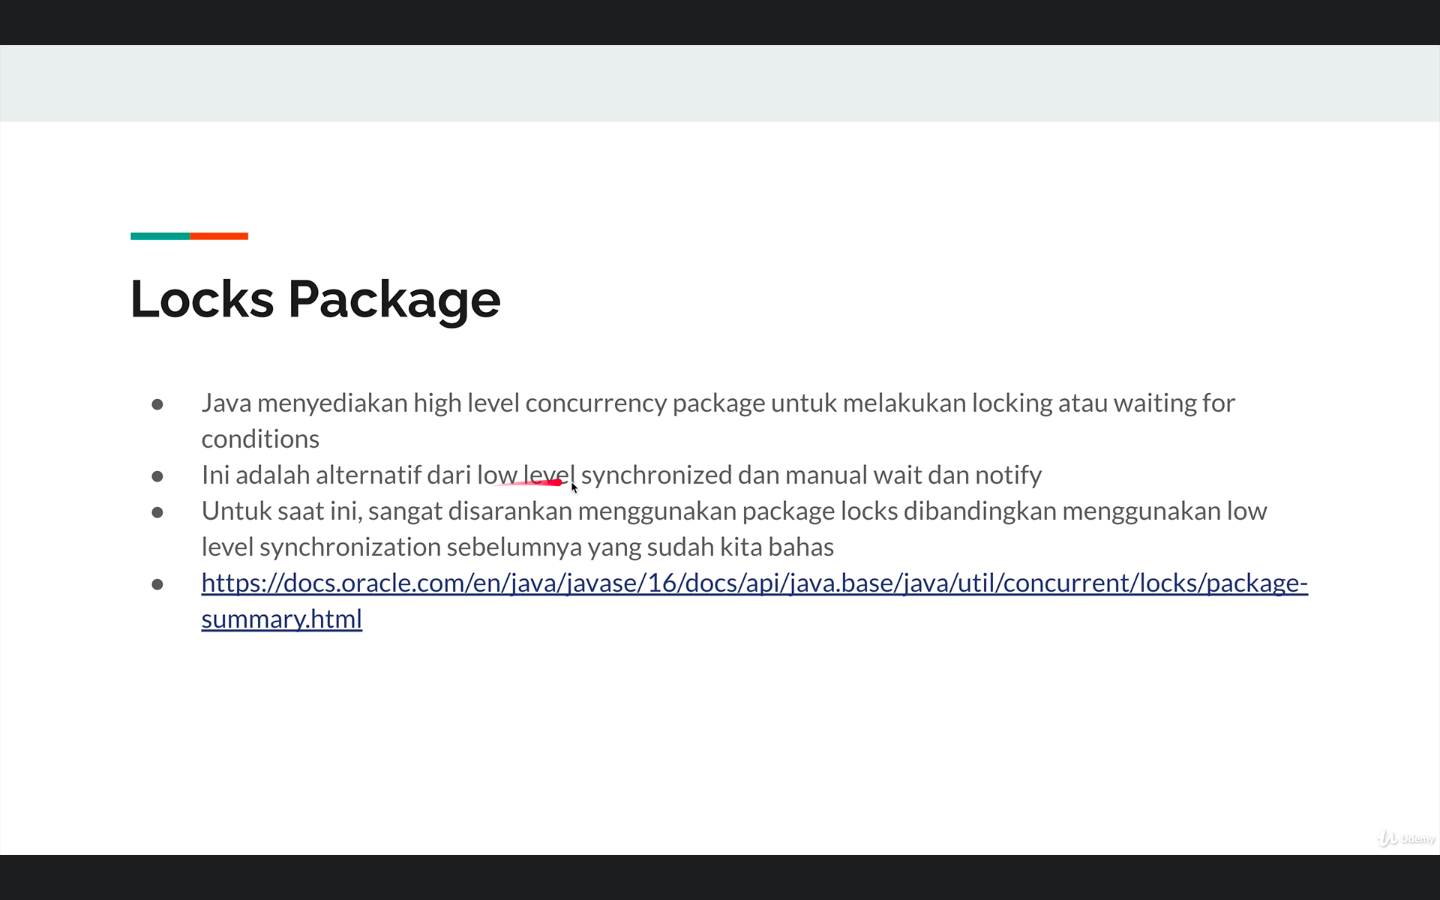 Locks Package
● Java menyediakan high level concurrency package untuk melakukan locking atau waiting for
conditions
● Ini adalah alternatif dari low level synchronized dan manual wait dan notify
● Untuk saat ini, sangat disarankan menggunakan package locks dibandingkan menggunakan low
level synchronization sebelumnya yang sudah kita bahas
● https://docs.oracle.com/en/java/javase/16/docs/api/java.base/java/util/concurrent/locks/package-
summary.html
Udemy